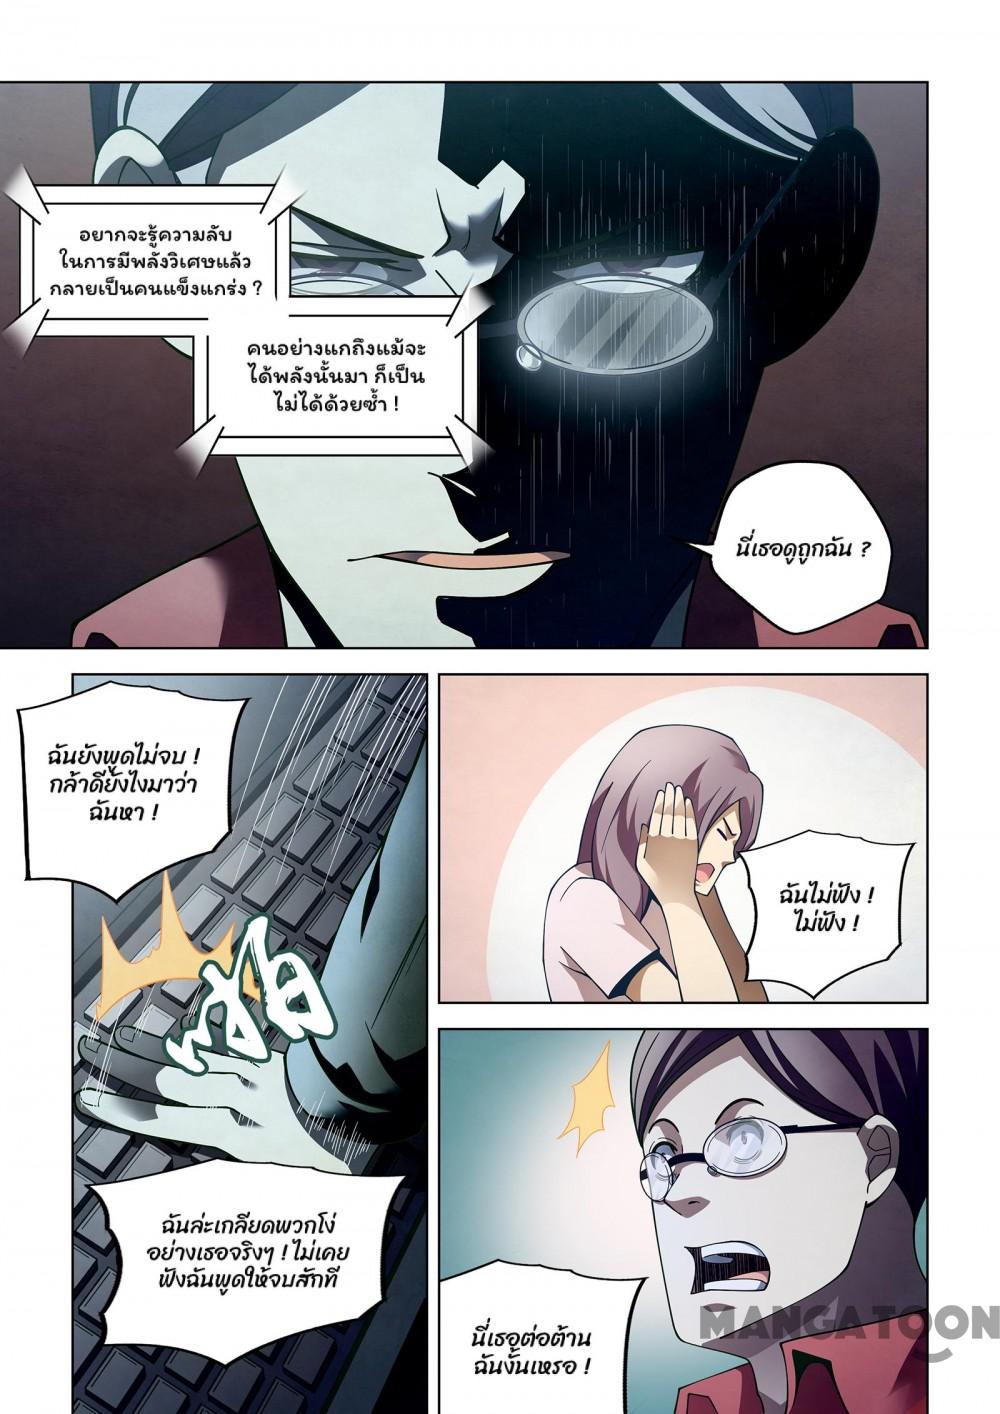 อยากจะรู้ความลับ
ในการมีพลังวิเศษแล้ว
กลายเป็นคนแข็งแกร่ง ?
คนอย่างแกถึงแม้จะ
ได้พลังนั้นมา ก็เป็น
ไม่ได้ด้วยซ้ำ !
นี่เธอดูถูกฉัน ?
ฉันยังพูดไม่จบ !
กล้าดียังไงมาว่า
ฉันหา !
ฉันไม่ฟัง !
ไม่ฟัง !
ฉันล่ะเกลียดพวกโง่
อย่างเธอจริงๆ ! ไม่เคย
ฟังฉันพูดให้จบสักที
นี่เธอต่อต้าน
ฉันงั้นเหรอ !
MANGATOON